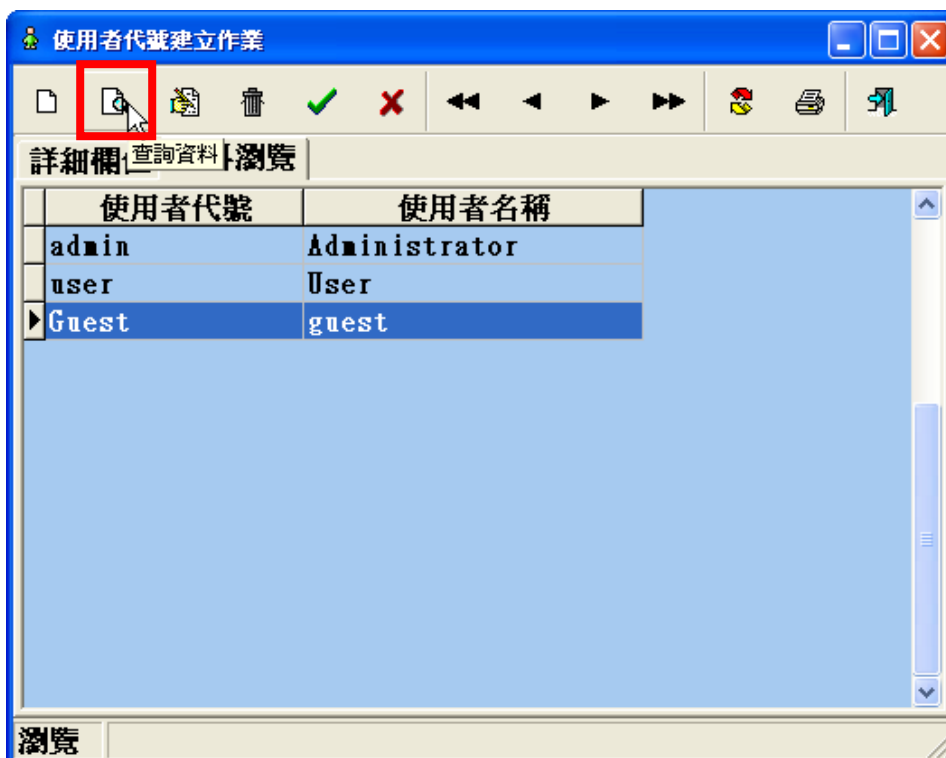 使用者代號建立作業
查詢資料
詳細欄位 瀏覽
使用者代號 使用者名稱
admin Administrator
user User
Guest guest
瀏覽